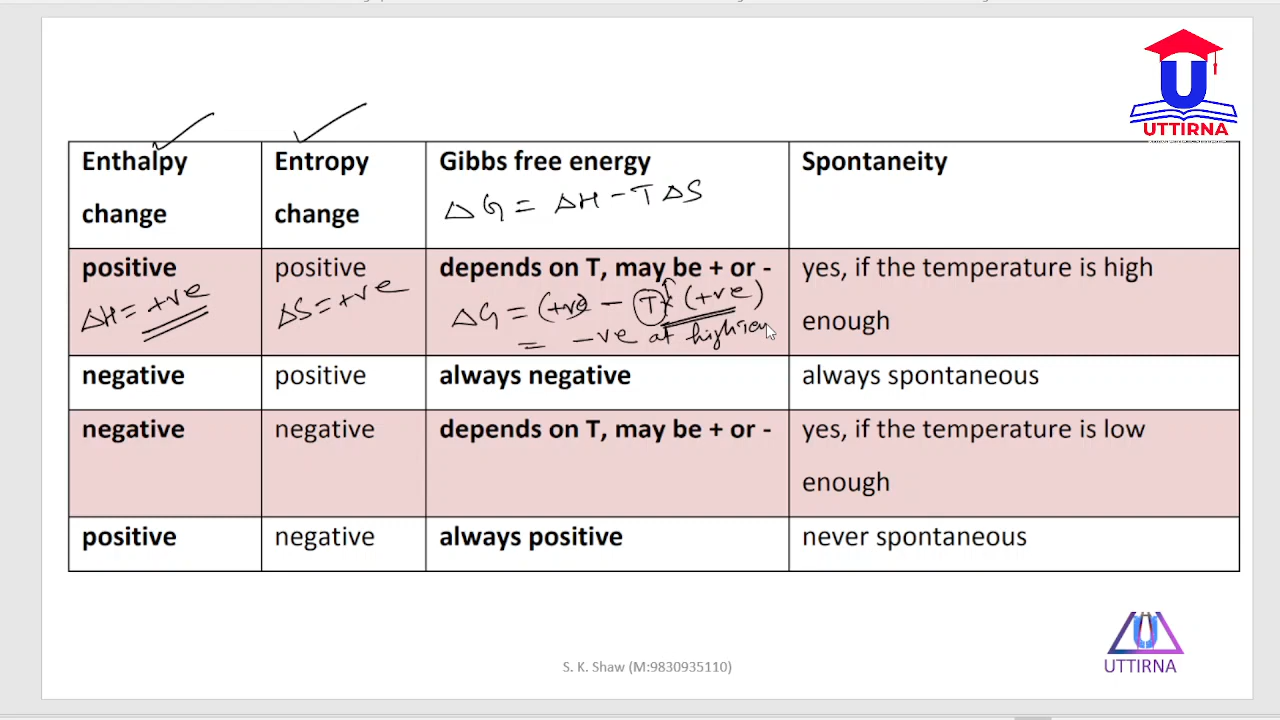 UTTIRNA
Enthalpy change
Entropy change
Gibbs free energy
ΔG = ΔH - TΔS
Spontaneity
positive
ΔH = +ve
positive
ΔS = +ve
depends on T, may be + or -
ΔG = (+ve - T × (+ve)
= -ve at high
yes, if the temperature is high enough
negative
positive
always negative
always spontaneous
negative
negative
depends on T, may be + or -
yes, if the temperature is low enough
positive
negative
always positive
never spontaneous
S. K. Shaw (M:9830935110)
UTTIRNA